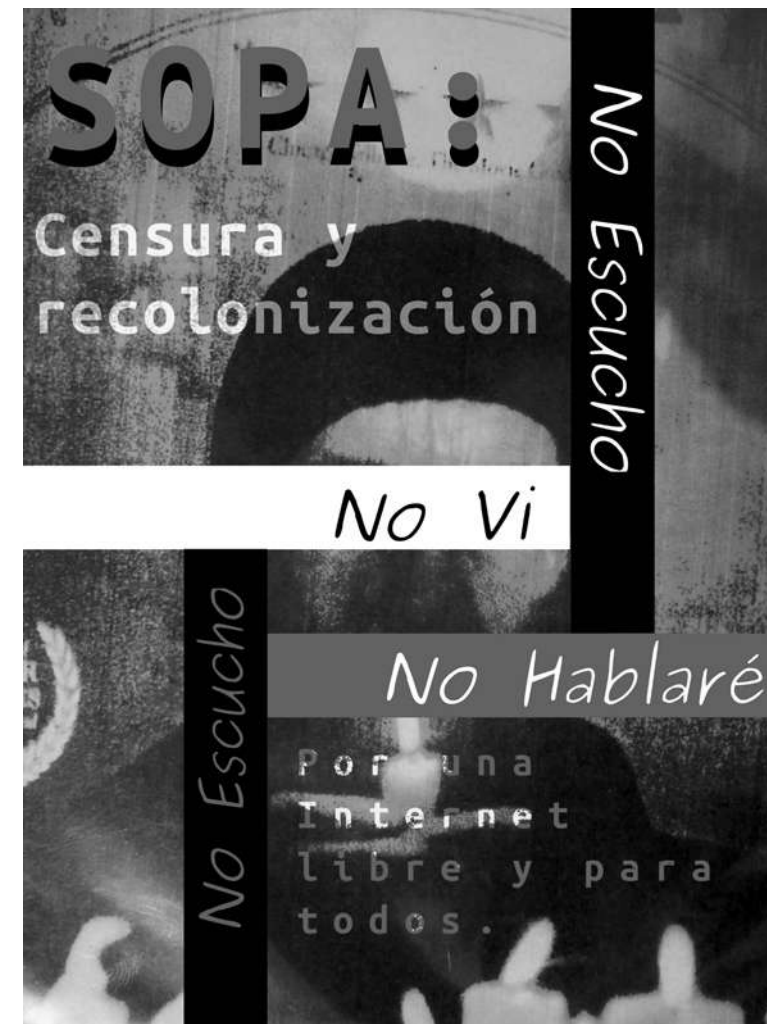 SOPA:
Censura y
recolonización
No Escucho
No Vi
No Escucho
No Hablaré
Por una
Internet
libre y para
todos.